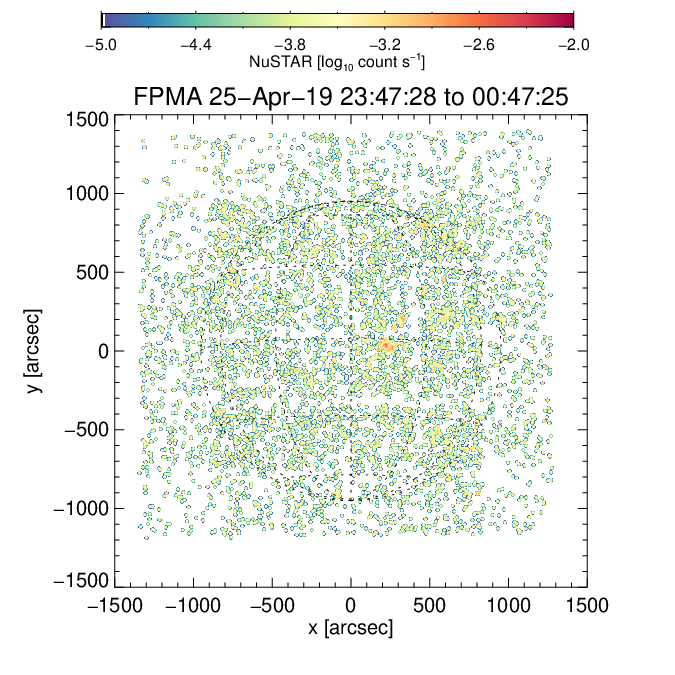 −5.0 −4.4 −3.8 −3.2 −2.6 −2.0
NuSTAR [log10 count s−1]
FPMA 25−Apr−19 23:47:28 to 00:47:25
1500
1000
500
0
−500
−1000
−1500
y [arcsec]
−1500 −1000 −500 0 500 1000 1500
x [arcsec]